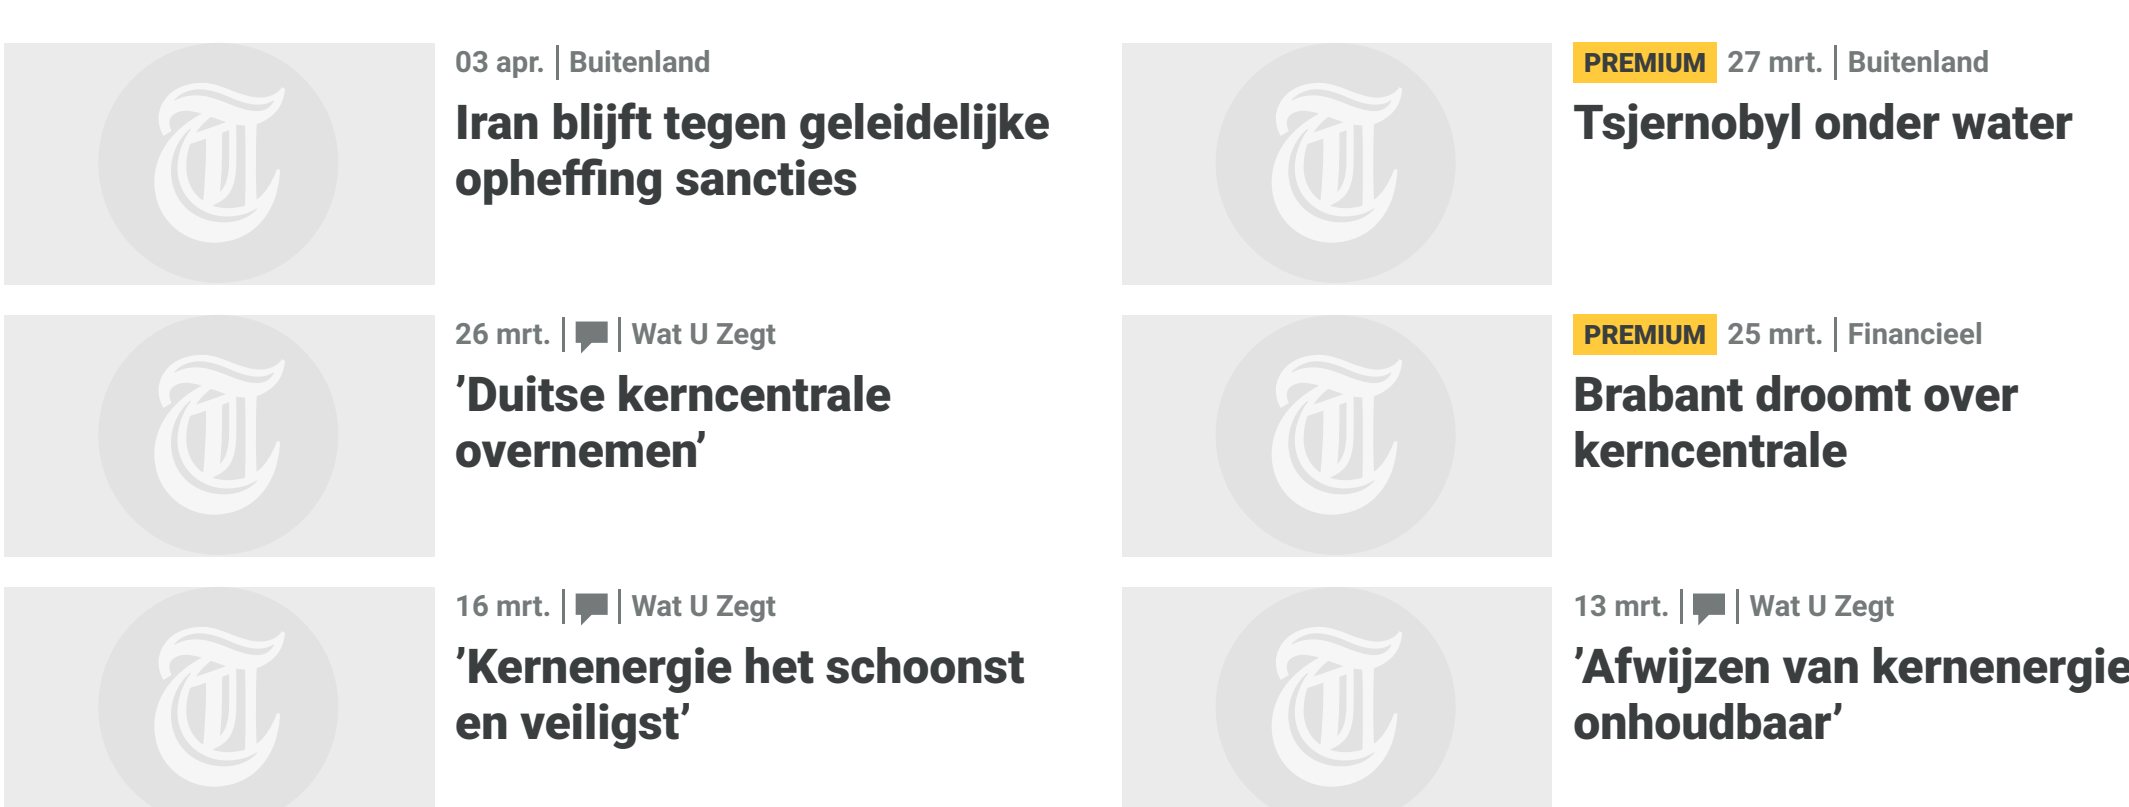 03 apr. | Buitenland
Iran blijft tegen geleidelijke
opheffing sancties
PREMIUM 27 mrt. | Buitenland
Tsjernobyl onder water
26 mrt. | | Wat U Zegt
’Duitse kerncentrale
overnemen’
PREMIUM 25 mrt. | Financieel
Brabant droomt over
kerncentrale
16 mrt. | | Wat U Zegt
’Kernenergie het schoonst
en veiligst’
13 mrt. | | Wat U Zegt
’Afwijzen van kernenergie
onhoudbaar’